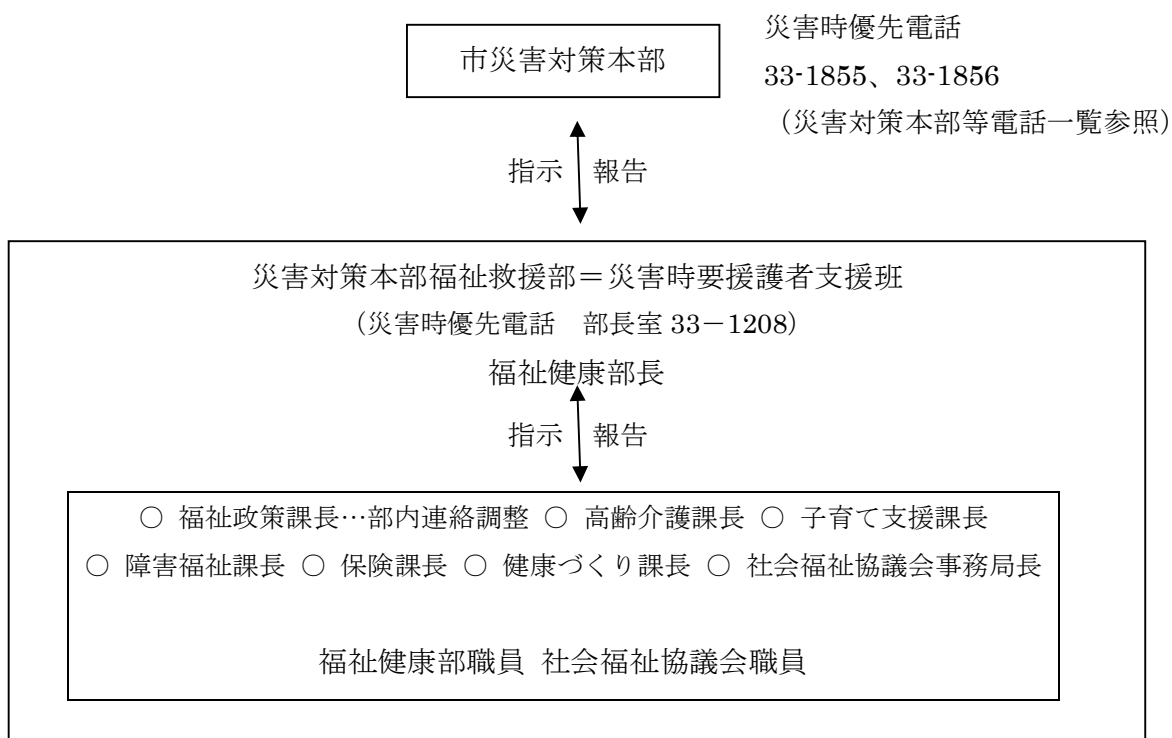 市災害対策本部
災害時優先電話
33-1855、33-1856
（災害対策本部等電話一覧参照）
指示 報告
災害対策本部福祉救援部＝災害時要援護者支援班
（災害時優先電話　部長室 33－1208）
福祉健康部長
指示 報告
○ 福祉政策課長…部内連絡調整 ○ 高齢介護課長 ○ 子育て支援課長
○ 障害福祉課長 ○ 保険課長 ○ 健康づくり課長 ○ 社会福祉協議会事務局長
福祉健康部職員 社会福祉協議会職員